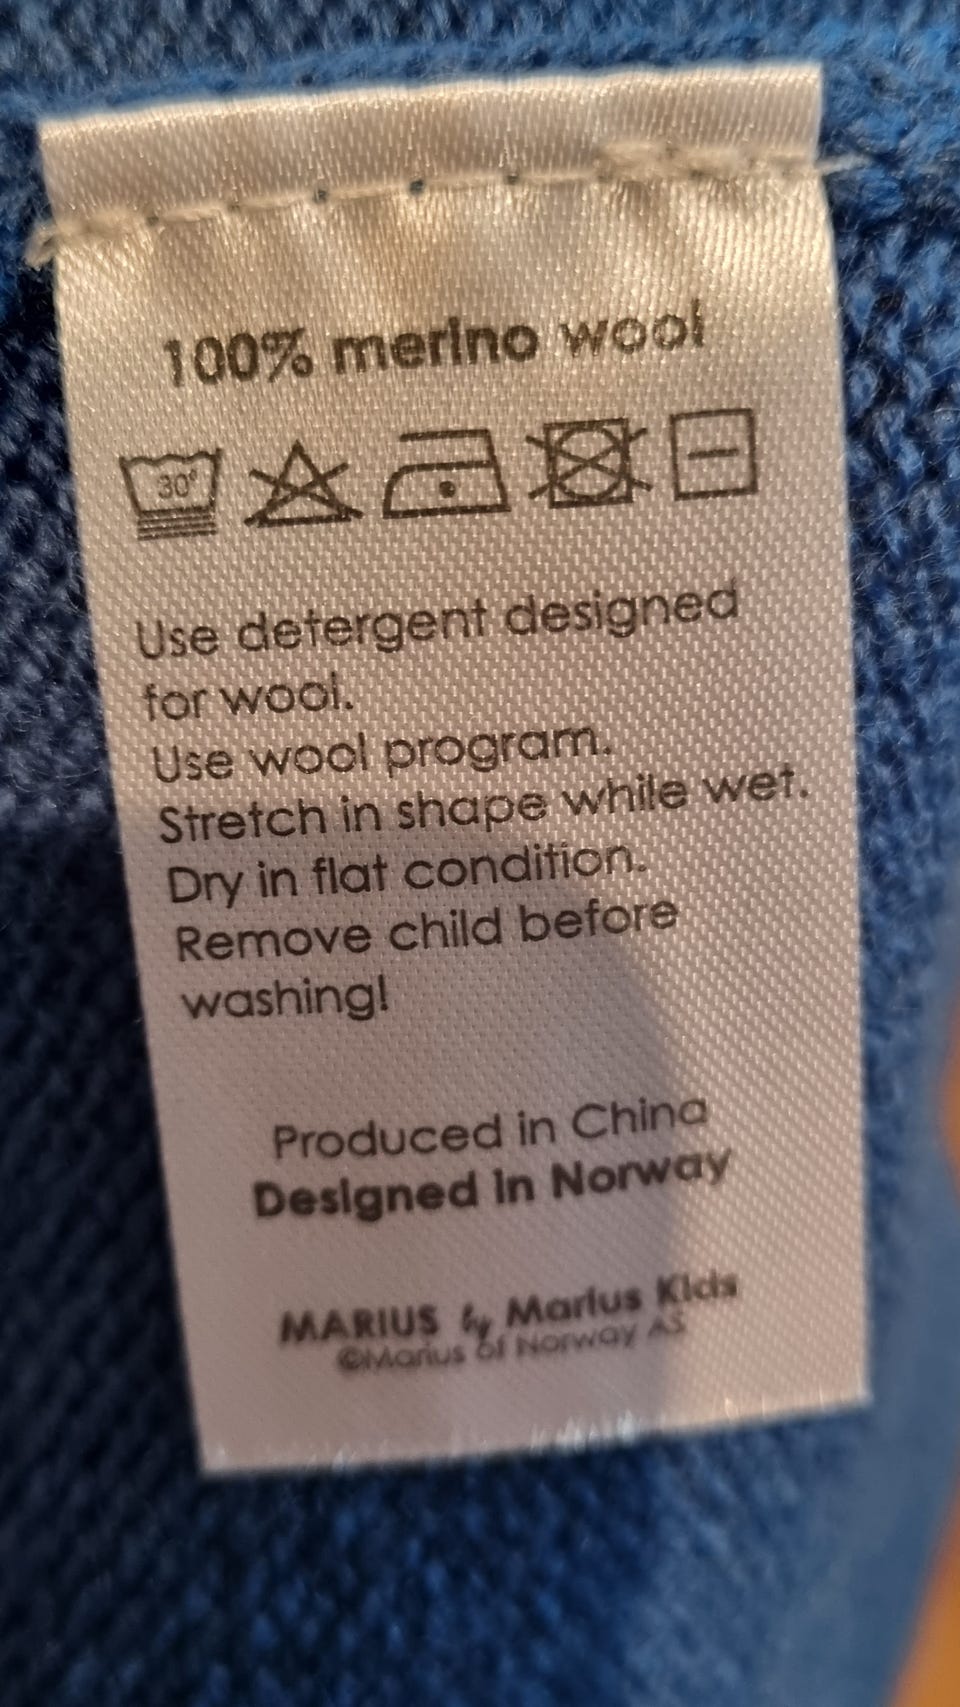 100% merino wool
30°
Use detergent designed
for wool.
Use wool program.
Stretch in shape while wet.
Dry in flat condition.
Remove child before
washing!
Produced in China
Designed in Norway
MARIUS by Marius Kids
©Marius of Norway AS